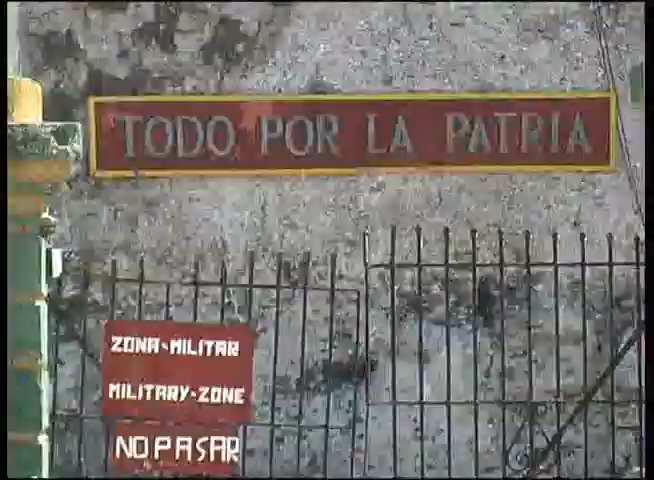 TODO POR LA PATRIA
ZONA-MILITAR
MILITARY-ZONE
NO PASAR